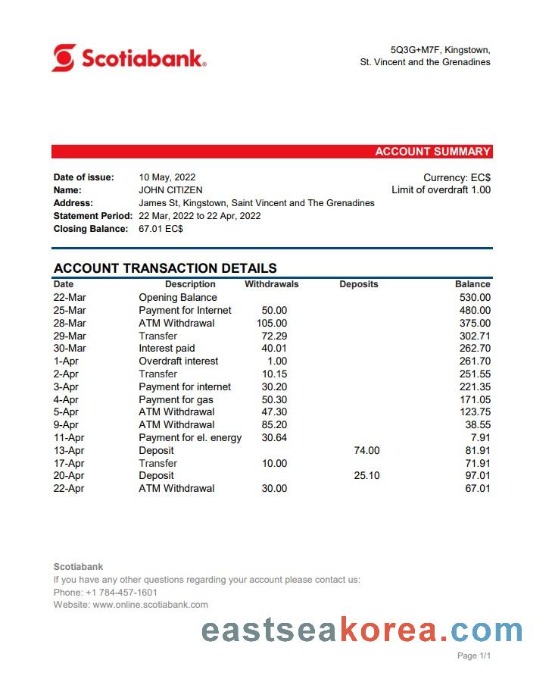 Scotiabank®
5Q3G+M7F, Kingstown,
St. Vincent and the Grenadines
ACCOUNT SUMMARY
Date of issue: 10 May, 2022 Currency: EC$
Name: JOHN CITIZEN Limit of overdraft 1.00
Address: James St, Kingstown, Saint Vincent and The Grenadines
Statement Period: 22 Mar, 2022 to 22 Apr, 2022
Closing Balance: 67.01 EC$
ACCOUNT TRANSACTION DETAILS
Date Description Withdrawals Deposits Balance
22-Mar Opening Balance 530.00
25-Mar Payment for Internet 50.00 480.00
28-Mar ATM Withdrawal 105.00 375.00
29-Mar Transfer 72.29 302.71
30-Mar Interest paid 40.01 262.70
1-Apr Overdraft interest 1.00 261.70
2-Apr Transfer 10.15 251.55
3-Apr Payment for internet 30.20 221.35
4-Apr Payment for gas 50.30 171.05
5-Apr ATM Withdrawal 47.30 123.75
9-Apr ATM Withdrawal 85.20 38.55
11-Apr Payment for el. energy 30.64 7.91
13-Apr Deposit 74.00 81.91
17-Apr Transfer 10.00 71.91
20-Apr Deposit 25.10 97.01
22-Apr ATM Withdrawal 30.00 67.01
Scotiabank
If you have any other questions regarding your account please contact us:
Phone: +1 784-457-1601
Website: www.online.scotiabank.com
eastseakorea.com
Page 1/1